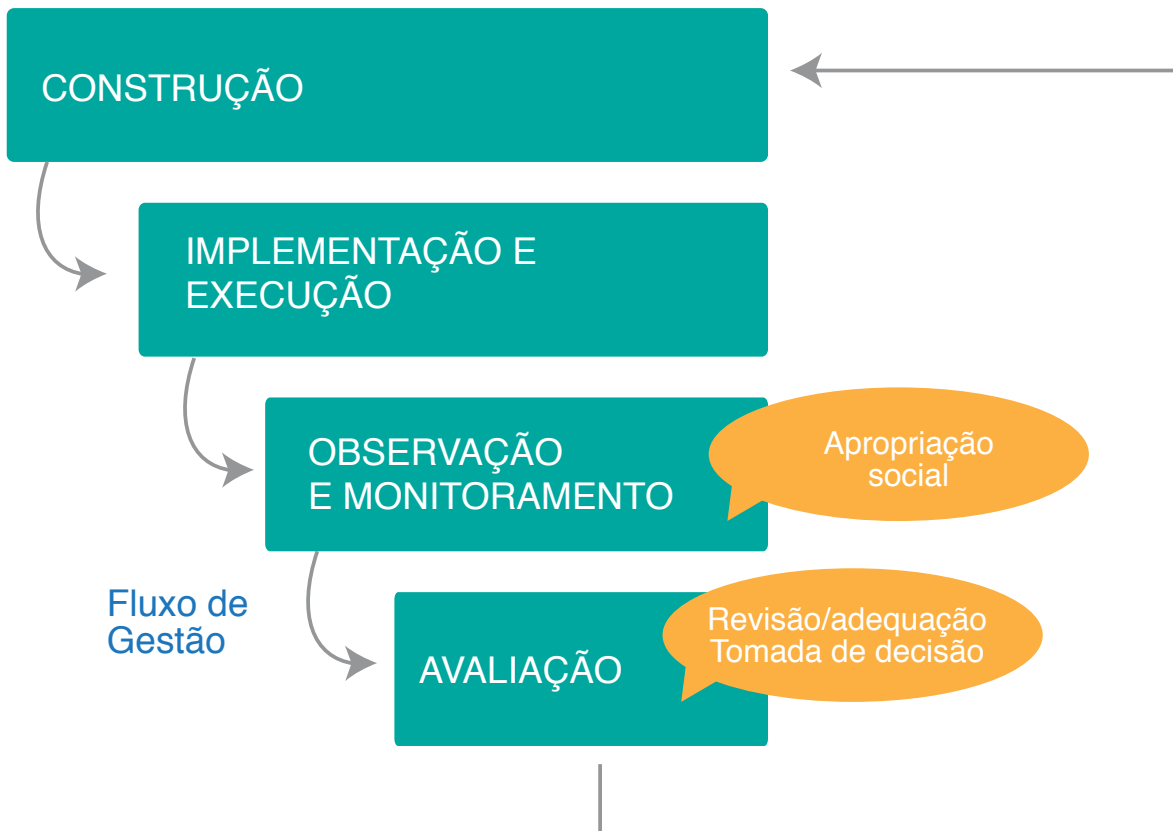 CONSTRUÇÃO
IMPLEMENTAÇÃO E
EXECUÇÃO
OBSERVAÇÃO
E MONITORAMENTO
Apropriação
social
Fluxo de
Gestão
AVALIAÇÃO
Revisão/adequação
Tomada de decisão